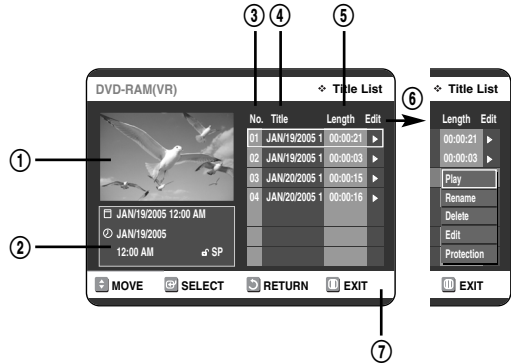 ③ ④ ⑤
DVD-RAM(VR) ❖ Title List
No. Title Length Edit
01 JAN/19/2005 1 00:00:21 ►
02 JAN/19/2005 1 00:00:03 ►
03 JAN/20/2005 1 00:00:15 ►
04 JAN/20/2005 1 00:00:16 ►
①
②
JAN/19/2005 12:00 AM
JAN/19/2005
12:00 AM SP
MOVE SELECT RETURN EXIT
⑦
⑥
❖ Title List
Length Edit
00:00:21 ►
00:00:03 ►
Play
Rename
Delete
Edit
Protection
EXIT